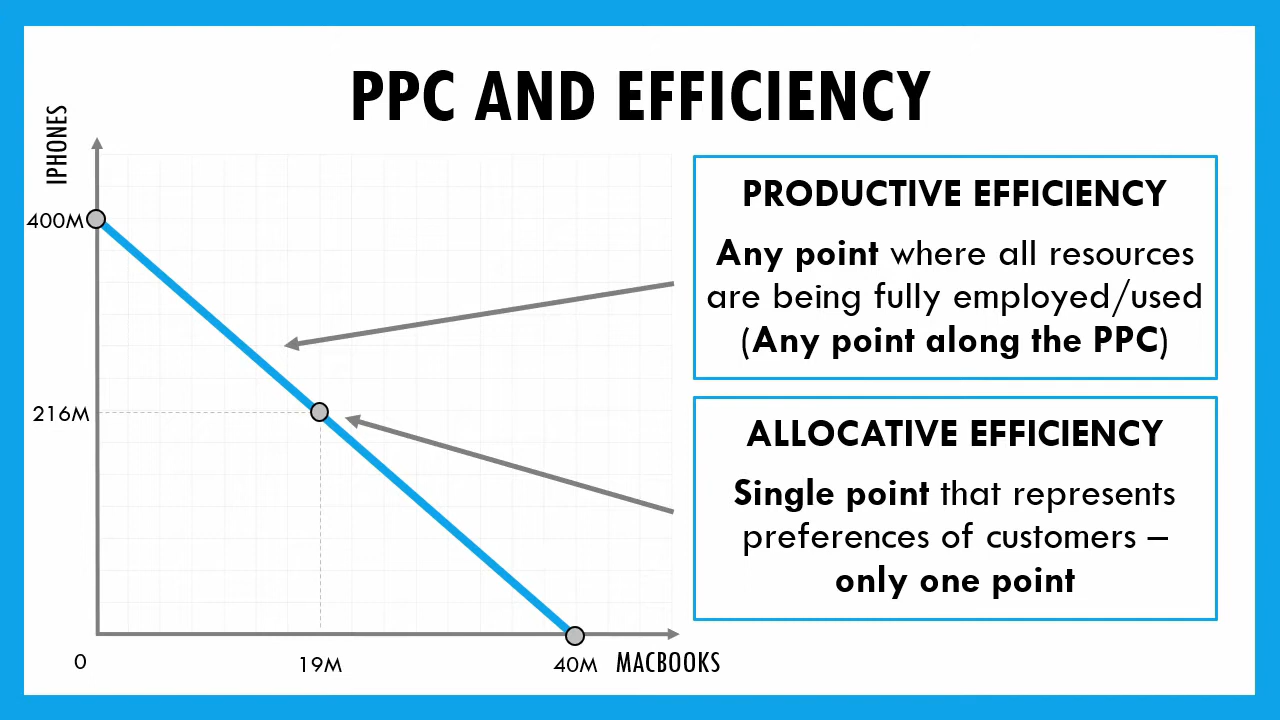 PPC AND EFFICIENCY
IPHONES
400M
216M
0
19M
40M
MACBOOKS
PRODUCTIVE EFFICIENCY
Any point where all resources
are being fully employed/used
(Any point along the PPC)
ALLOCATIVE EFFICIENCY
Single point that represents
preferences of customers –
only one point